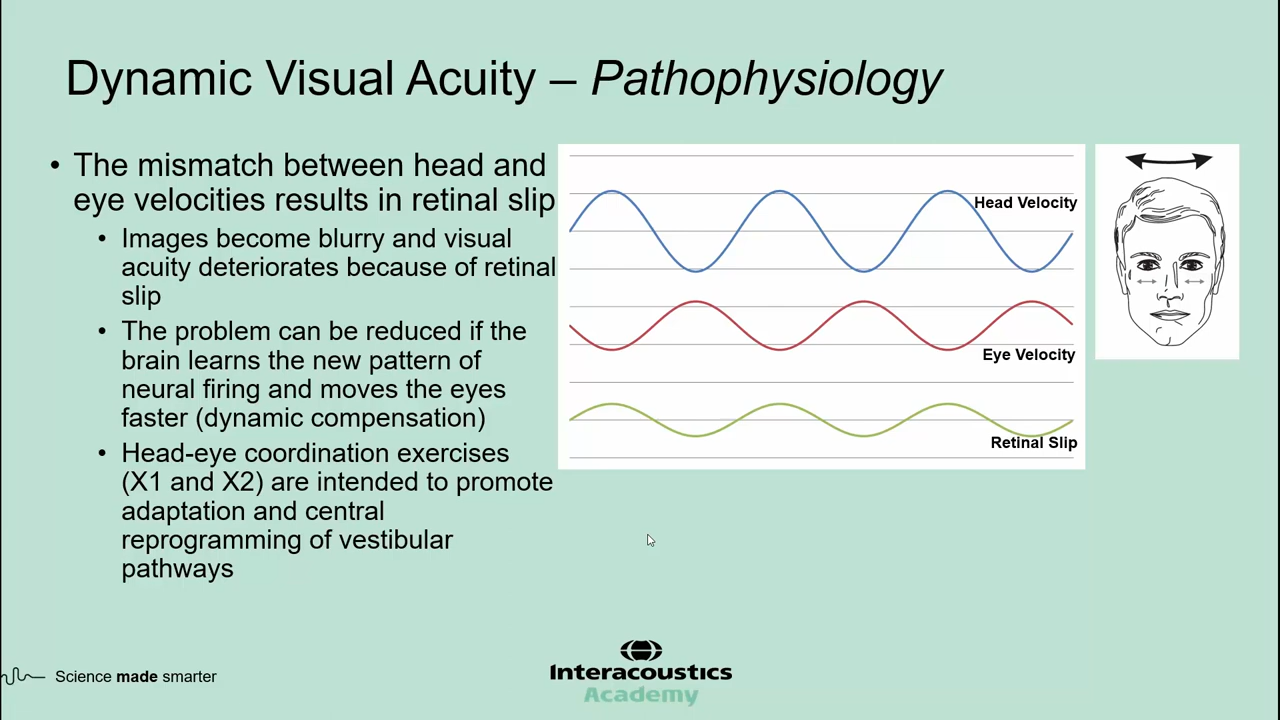 Dynamic Visual Acuity – Pathophysiology
• The mismatch between head and
eye velocities results in retinal slip
• Images become blurry and visual
acuity deteriorates because of retinal
slip
• The problem can be reduced if the
brain learns the new pattern of
neural firing and moves the eyes
faster (dynamic compensation)
• Head-eye coordination exercises
(X1 and X2) are intended to promote
adaptation and central
reprogramming of vestibular
pathways
Head Velocity
Eye Velocity
Retinal Slip
Science made smarter
Interacoustics
Academy